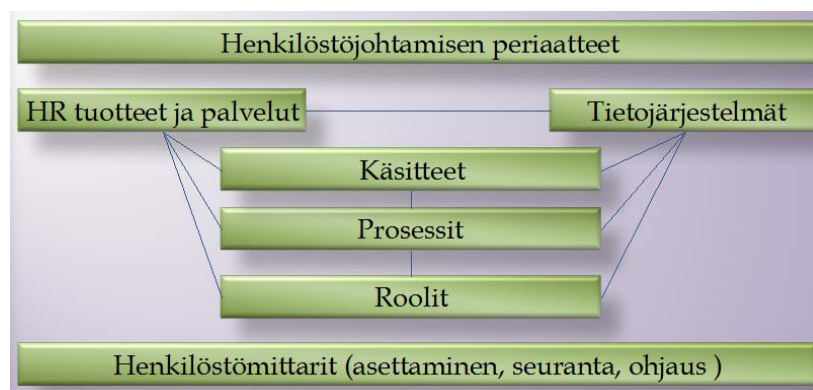 Henkilöstöjohtamisen periaatteet
HR tuotteet ja palvelut
Tietojärjestelmät
Käsitteet
Prosessit
Roolit
Henkilöstömittarit (asettaminen, seuranta, ohjaus )